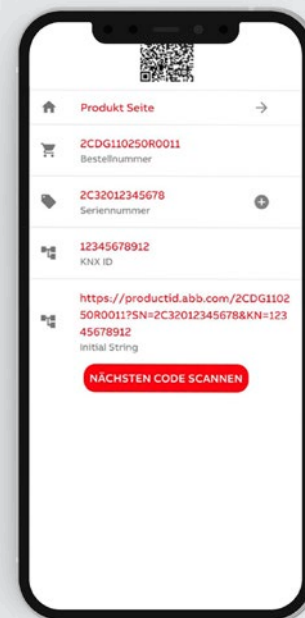 Produkt Seite
2CDG110250R0011
Bestellnummer
2C32012345678
Seriennummer
12345678912
KNX ID
https://productid.abb.com/2CDG1102
50R0011?SN=2C32012345678&KN=123
45678912
Initial String
NÄCHSTEN CODE SCANNEN